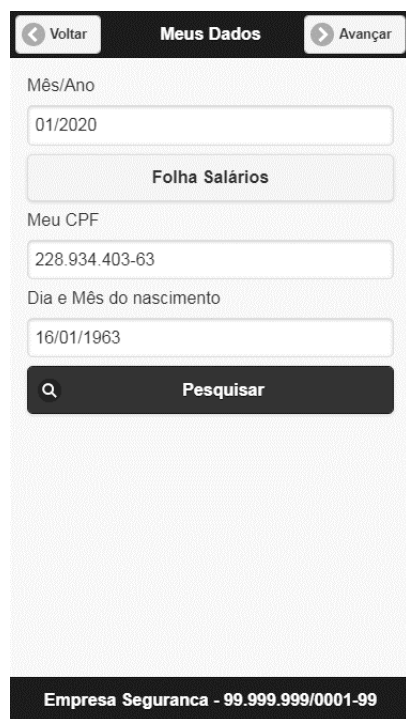 Voltar
Meus Dados
Avançar
Mês/Ano
01/2020
Folha Salários
Meu CPF
228.934.403-63
Dia e Mês do nascimento
16/01/1963
Pesquisar
Empresa Seguranca - 99.999.999/0001-99